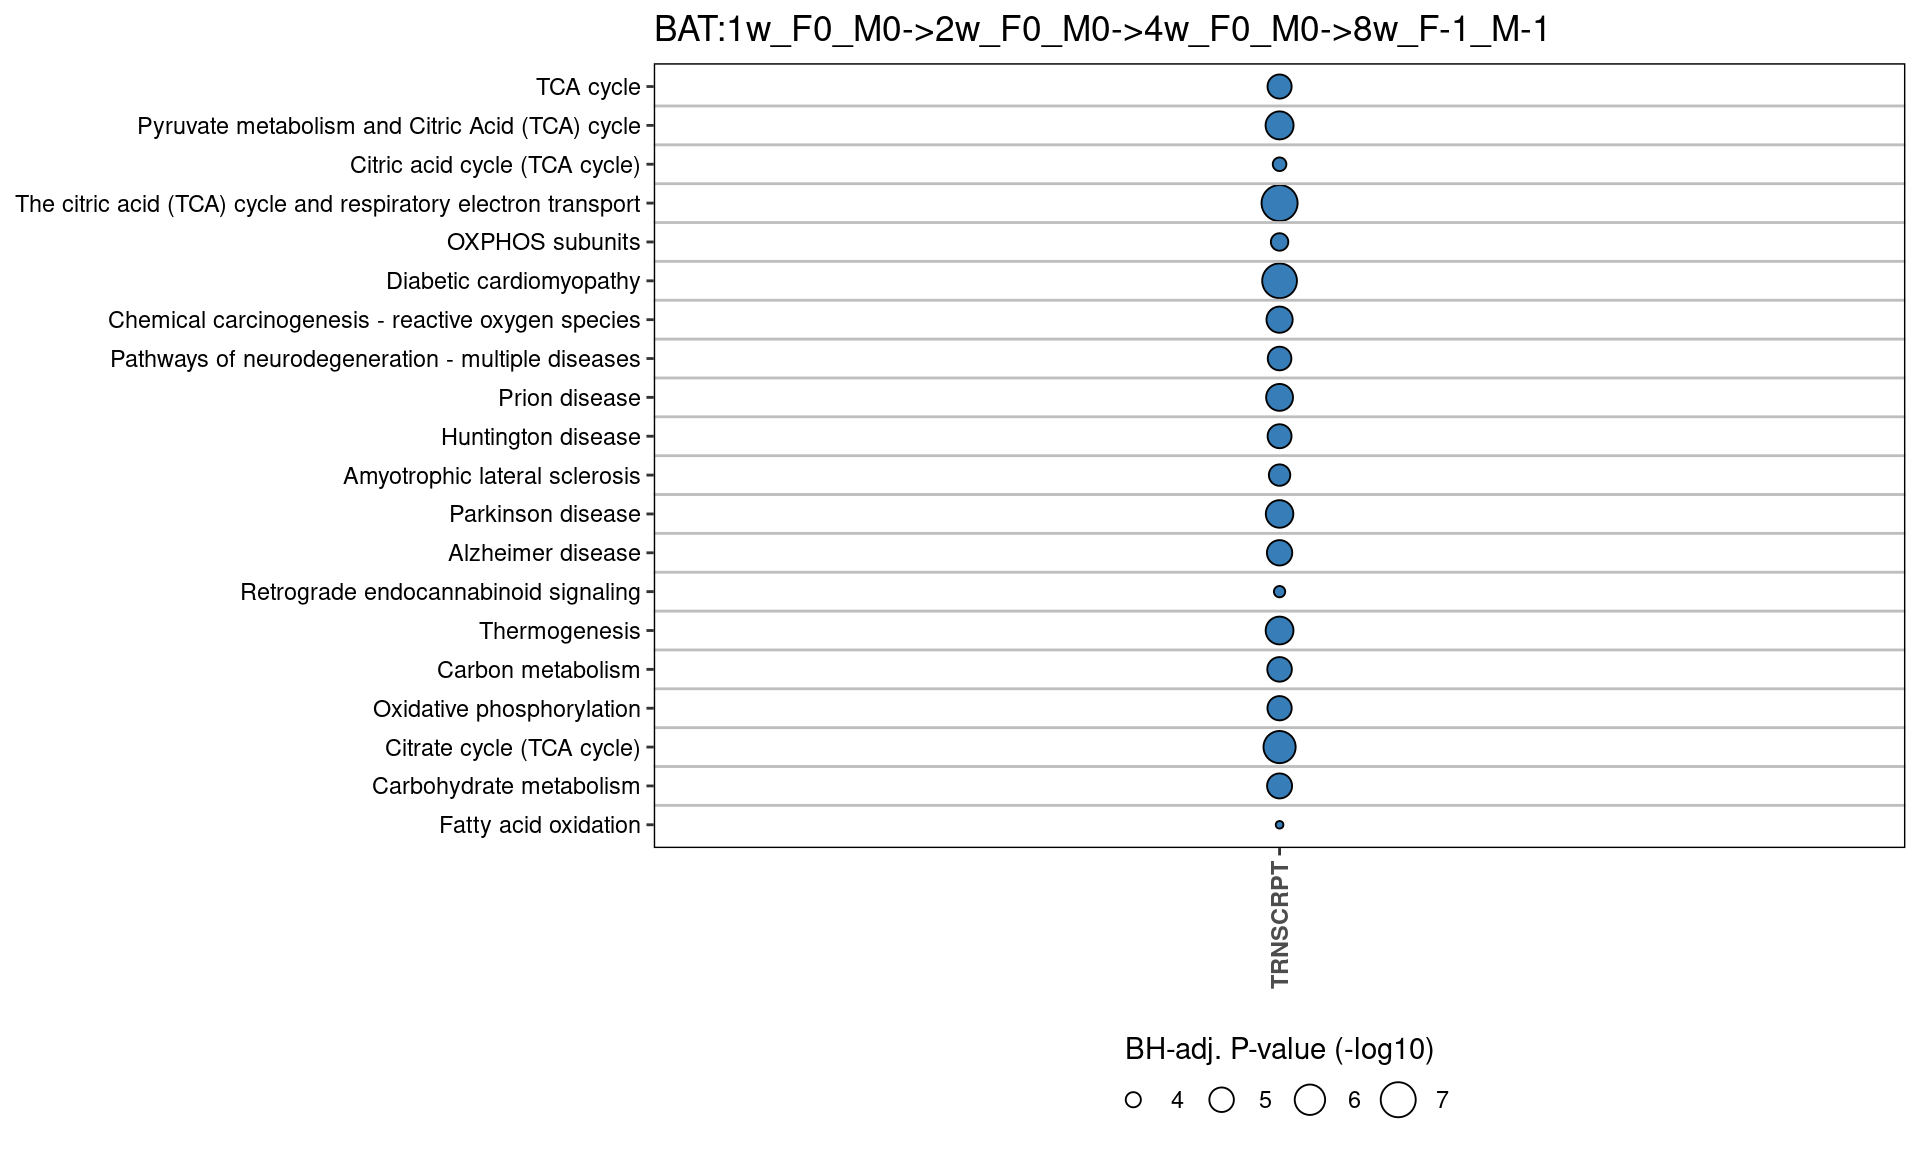 BAT:1w_F0_M0->2w_F0_M0->4w_F0_M0->8w_F-1_M-1
TCA cycle
Pyruvate metabolism and Citric Acid (TCA) cycle
Citric acid cycle (TCA cycle)
The citric acid (TCA) cycle and respiratory electron transport
OXPHOS subunits
Diabetic cardiomyopathy
Chemical carcinogenesis - reactive oxygen species
Pathways of neurodegeneration - multiple diseases
Prion disease
Huntington disease
Amyotrophic lateral sclerosis
Parkinson disease
Alzheimer disease
Retrograde endocannabinoid signaling
Thermogenesis
Carbon metabolism
Oxidative phosphorylation
Citrate cycle (TCA cycle)
Carbohydrate metabolism
Fatty acid oxidation
TRNSCRPT
BH-adj. P-value (-log10)
4 5 6 7